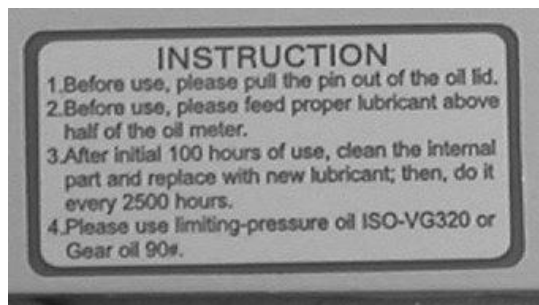 INSTRUCTION
1.Before use, please pull the pin out of the oil lid.
2.Before use, please feed proper lubricant above
half of the oil meter.
3.After initial 100 hours of use, clean the internal
part and replace with new lubricant; then, do it
every 2500 hours.
4.Please use limiting-pressure oil ISO-VG320 or
Gear oil 90#.